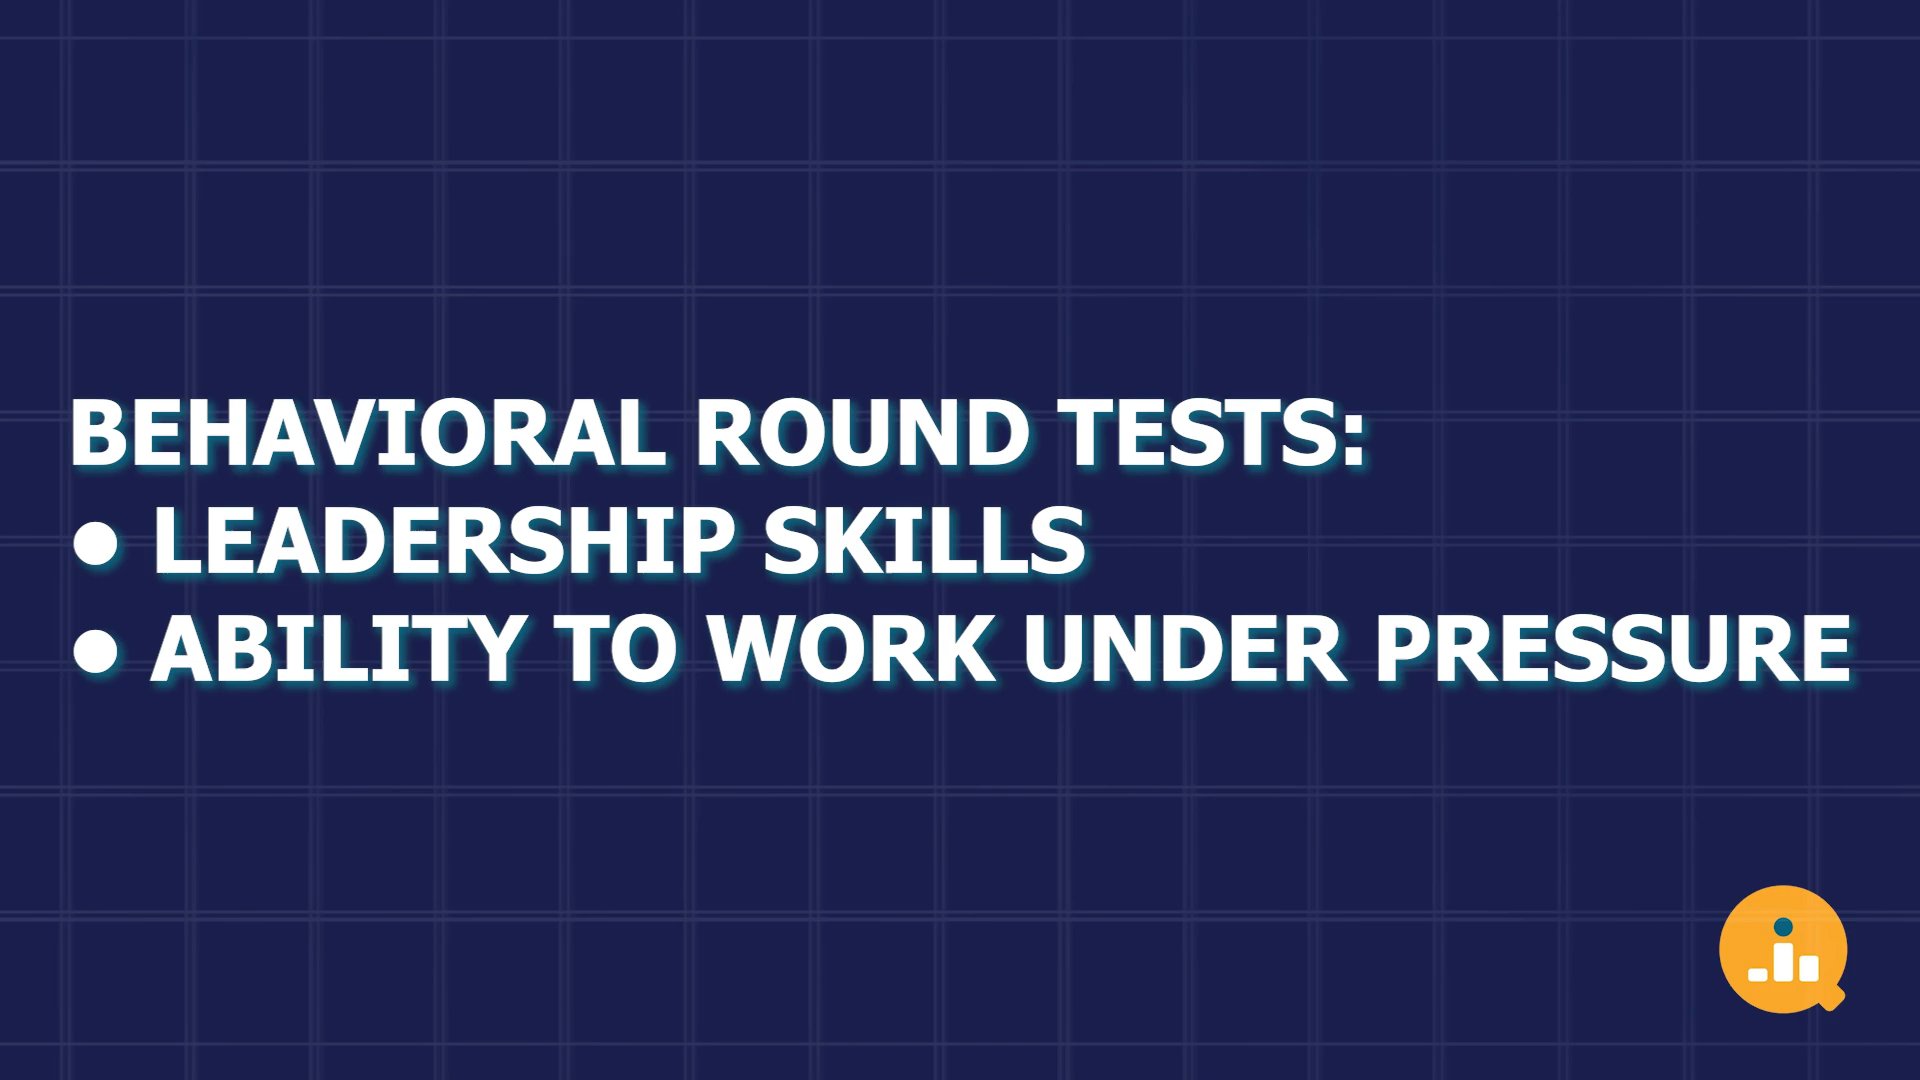 BEHAVIORAL ROUND TESTS:
● LEADERSHIP SKILLS
● ABILITY TO WORK UNDER PRESSURE